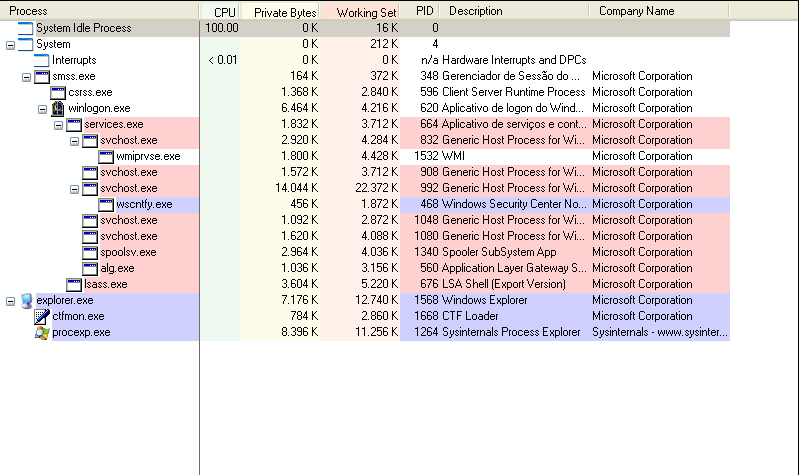 Process CPU Private Bytes Working Set PID Description Company Name
System Idle Process 100.00 0 K 16 K 0
System 0 K 212 K 4
Interrupts < 0.01 0 K 0 K n/a Hardware Interrupts and DPCs
smss.exe 164 K 372 K 348 Gerenciador de Sessão do ... Microsoft Corporation
csrss.exe 1.368 K 2.840 K 596 Client Server Runtime Process Microsoft Corporation
winlogon.exe 6.464 K 4.216 K 620 Aplicativo de logon do Wind... Microsoft Corporation
services.exe 1.832 K 3.712 K 664 Aplicativo de serviços e cont... Microsoft Corporation
svchost.exe 2.920 K 4.284 K 832 Generic Host Process for Wi... Microsoft Corporation
wmiprvse.exe 1.800 K 4.428 K 1532 WMI Microsoft Corporation
svchost.exe 1.572 K 3.712 K 908 Generic Host Process for Wi... Microsoft Corporation
svchost.exe 14.044 K 22.372 K 992 Generic Host Process for Wi... Microsoft Corporation
wscntfy.exe 456 K 1.872 K 468 Windows Security Center No... Microsoft Corporation
svchost.exe 1.092 K 2.872 K 1048 Generic Host Process for Wi... Microsoft Corporation
svchost.exe 1.620 K 4.088 K 1080 Generic Host Process for Wi... Microsoft Corporation
spoolsv.exe 2.964 K 4.036 K 1340 Spooler SubSystem App Microsoft Corporation
alg.exe 1.036 K 3.156 K 560 Application Layer Gateway S... Microsoft Corporation
lsass.exe 3.604 K 5.220 K 676 LSA Shell (Export Version) Microsoft Corporation
explorer.exe 7.176 K 12.740 K 1568 Windows Explorer Microsoft Corporation
ctfmon.exe 784 K 2.860 K 1668 CTF Loader Microsoft Corporation
procexp.exe 8.396 K 11.256 K 1264 Sysinternals Process Explorer Sysinternals - www.sysinter...